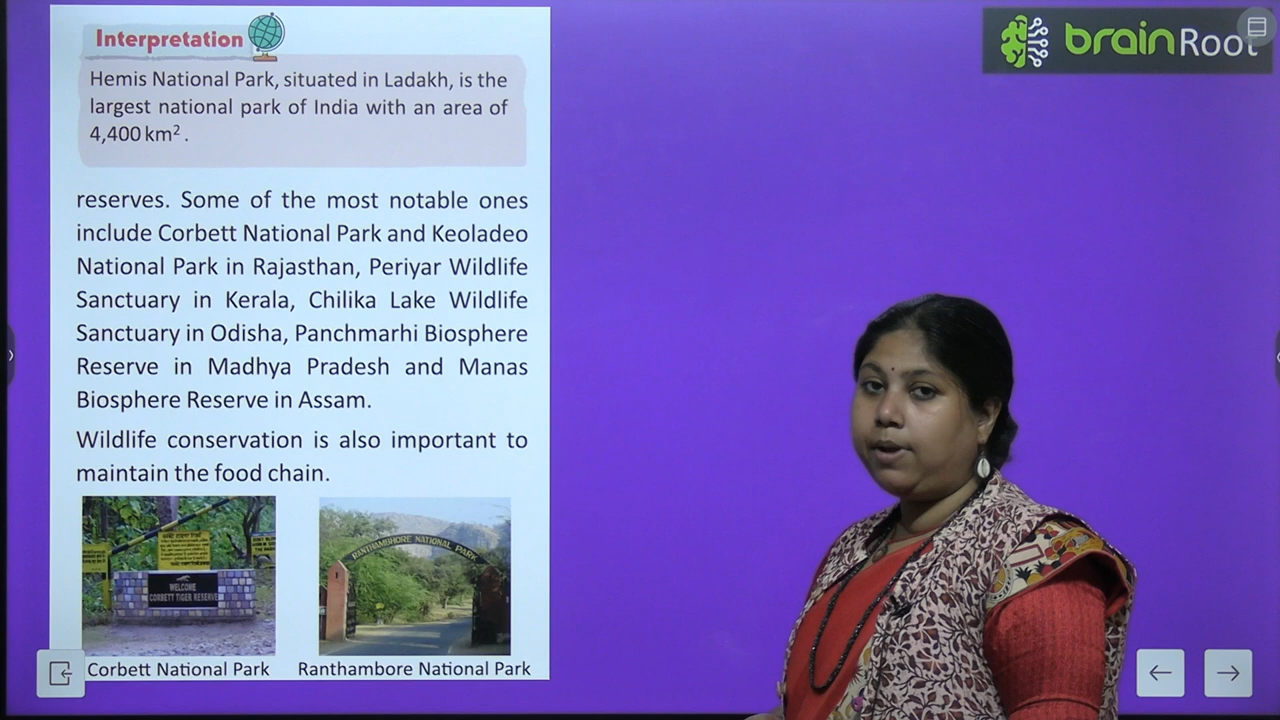 Interpretation
brainRoot
Hemis National Park, situated in Ladakh, is the
largest national park of India with an area of
4,400 km² .
reserves. Some of the most notable ones
include Corbett National Park and Keoladeo
National Park in Rajasthan, Periyar Wildlife
Sanctuary in Kerala, Chilika Lake Wildlife
Sanctuary in Odisha, Panchmarhi Biosphere
Reserve in Madhya Pradesh and Manas
Biosphere Reserve in Assam.
Wildlife conservation is also important to
maintain the food chain.
WELCOME
CORBETT TIGER RESERVE
RANTHAMBHORE NATIONAL PARK
Corbett National Park
Ranthambore National Park